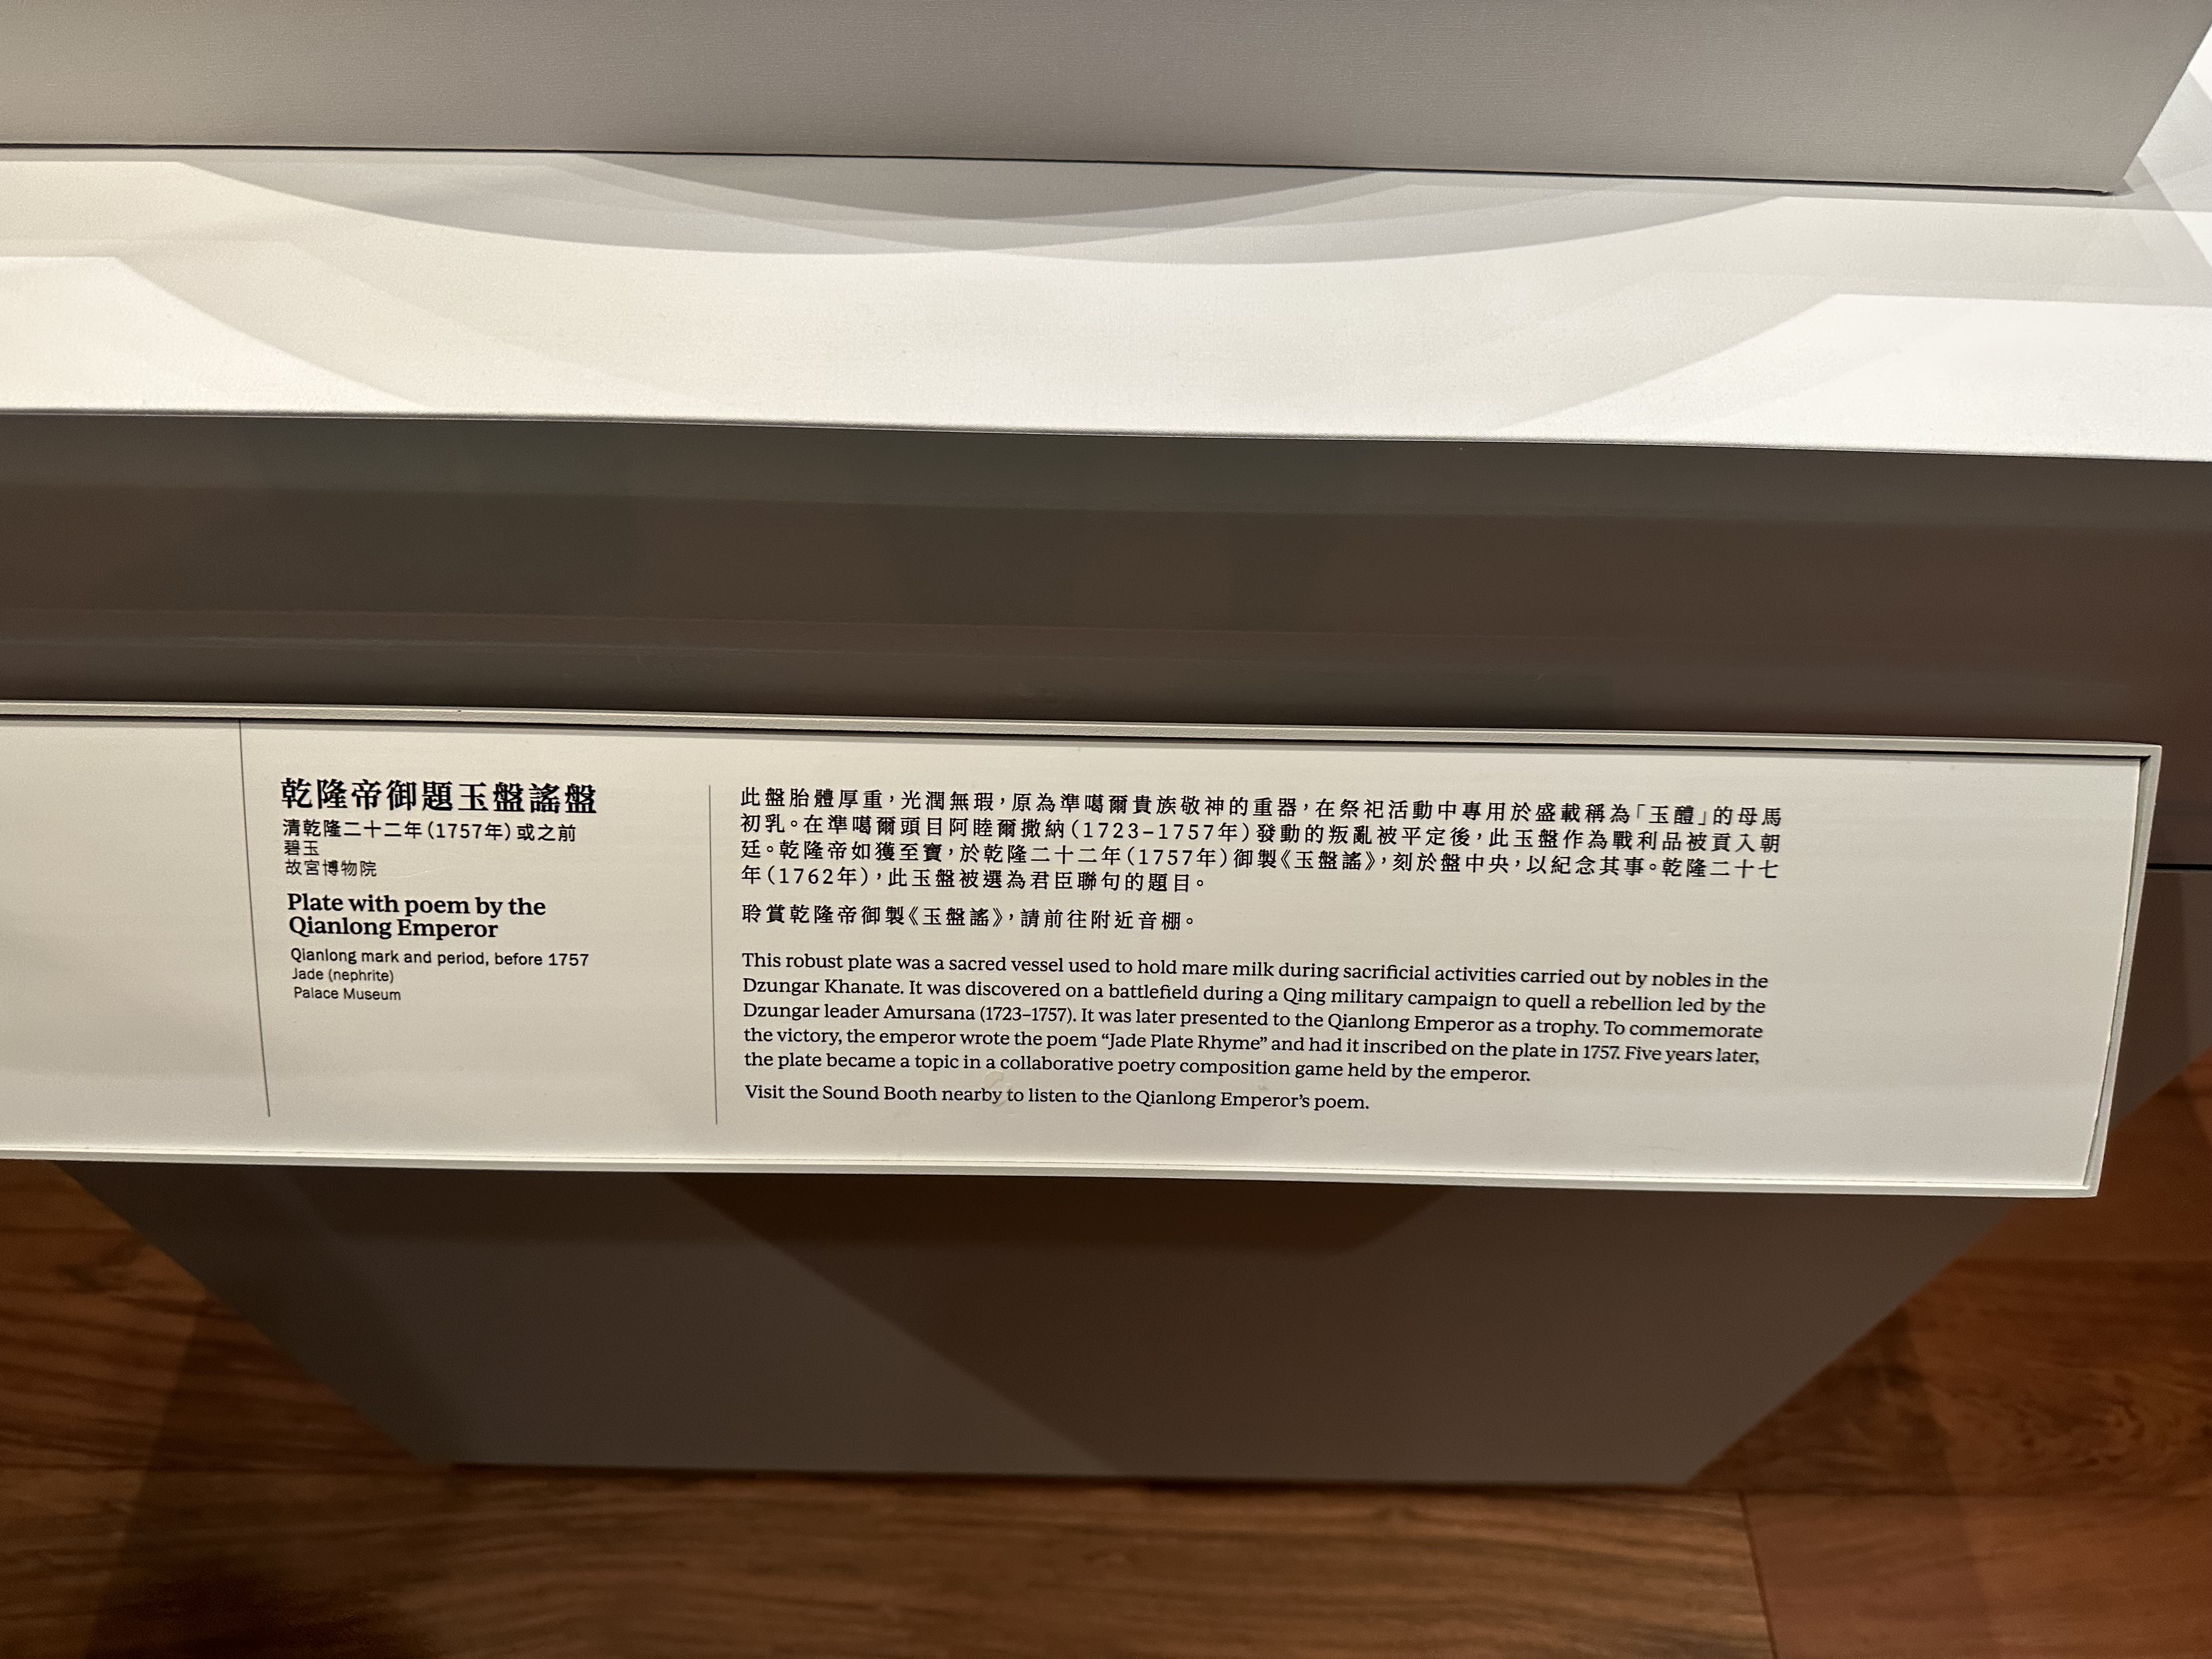 乾隆帝御題玉盤謠盤
清乾隆二十二年(1757年)或之前
碧玉
故宮博物院
Plate with poem by the
Qianlong Emperor
Qianlong mark and period, before 1757
Jade (nephrite)
Palace Museum
此盤胎體厚重，光潤無瑕，原為準噶爾貴族敬神的重器，在祭祀活動中專用於盛載稱為「玉醴」的母馬
初乳。在準噶爾頭目阿睦爾撒納(1723–1757年)發動的叛亂被平定後，此玉盤作為戰利品被貢入朝
廷。乾隆帝如獲至寶，於乾隆二十二年(1757年)御製《玉盤謠》，刻於盤中央，以紀念其事。乾隆二十七
年(1762年)，此玉盤被選為君臣聯句的題目。
聆賞乾隆帝御製《玉盤謠》，請前往附近音棚。
This robust plate was a sacred vessel used to hold mare milk during sacrificial activities carried out by nobles in the
Dzungar Khanate. It was discovered on a battlefield during a Qing military campaign to quell a rebellion led by the
Dzungar leader Amursana (1723–1757). It was later presented to the Qianlong Emperor as a trophy. To commemorate
the victory, the emperor wrote the poem “Jade Plate Rhyme” and had it inscribed on the plate in 1757. Five years later,
the plate became a topic in a collaborative poetry composition game held by the emperor.
Visit the Sound Booth nearby to listen to the Qianlong Emperor’s poem.